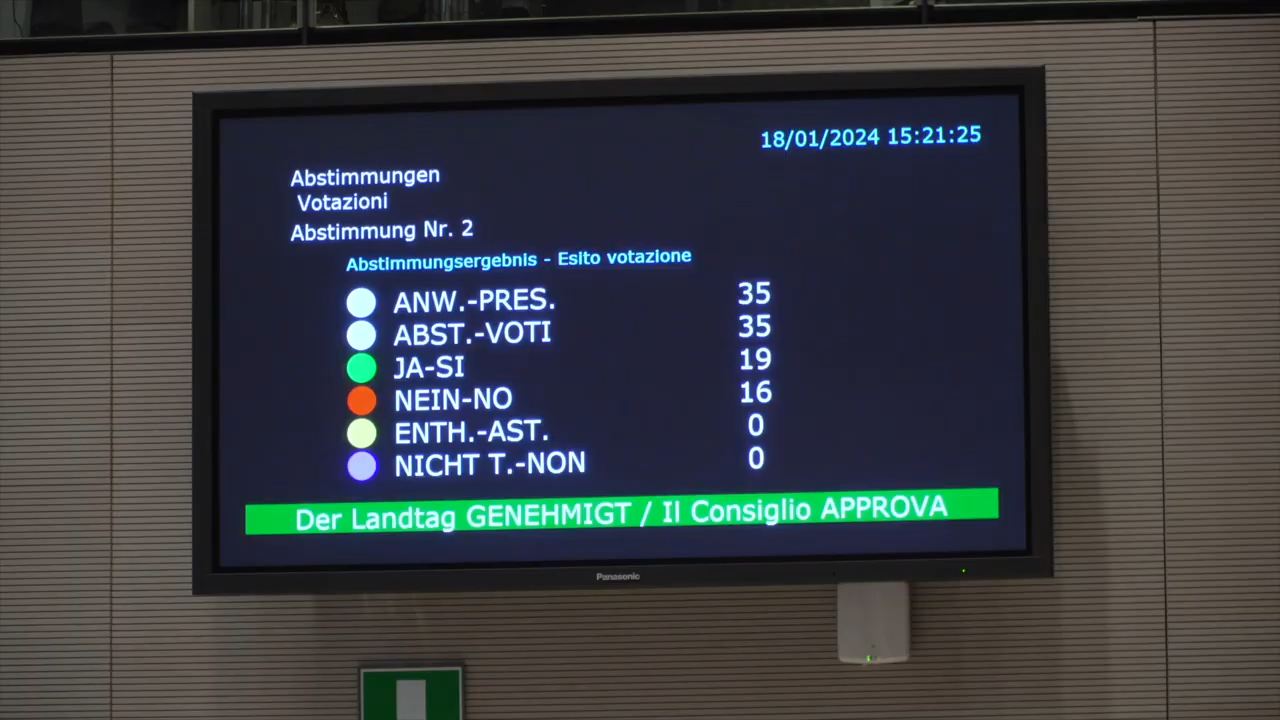 18/01/2024 15:21:25
Abstimmungen
Votazioni
Abstimmung Nr. 2
Abstimmungsergebnis - Esito votazione
ANW.-PRES. 35
ABST.-VOTI 35
JA-SI 19
NEIN-NO 16
ENTH.-AST. 0
NICHT T.-NON 0
Der Landtag GENEHMIGT / Il Consiglio APPROVA
Panasonic